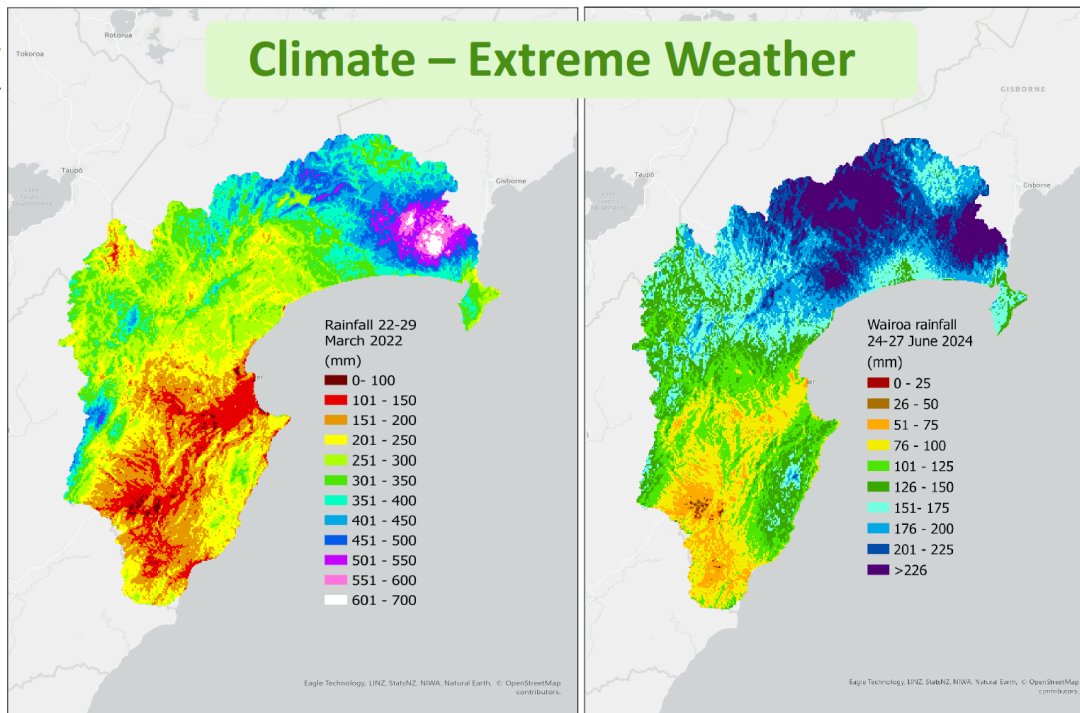 Climate – Extreme Weather
Rotorua
Tokoroa
Taupō
Gisborne
Rainfall 22-29
March 2022
(mm)
0- 100
101 - 150
151 - 200
201 - 250
251 - 300
301 - 350
351 - 400
401 - 450
451 - 500
501 - 550
551 - 600
601 - 700
Eagle Technology, LINZ, StatsNZ, NIWA, Natural Earth, © OpenStreetMap
contributors.
GISBORNE
Taupō
Gisborne
Wairoa rainfall
24-27 June 2024
(mm)
0 - 25
26 - 50
51 - 75
76 - 100
101 - 125
126 - 150
151- 175
176 - 200
201 - 225
>226
Eagle Technology, LINZ, StatsNZ, NIWA, Natural Earth, © OpenStreetMap
contributors.